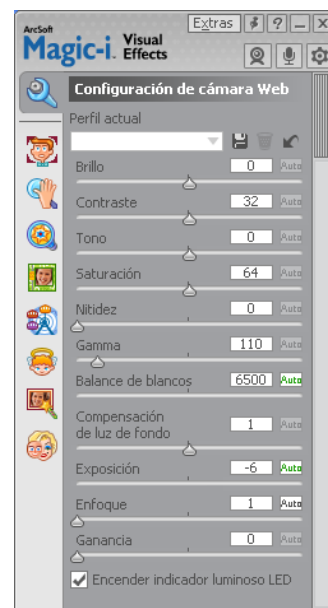 ArcSoft
Magic-i Visual Effects
Extras ? _ X
Configuración de cámara Web
Perfil actual
Brillo 0 Auto
Contraste 32 Auto
Tono 0 Auto
Saturación 64 Auto
Nitidez 0 Auto
Gamma 110 Auto
Balance de blancos 6500 Auto
Compensación
de luz de fondo 1 Auto
Exposición -6 Auto
Enfoque 1 Auto
Ganancia 0 Auto
Encender indicador luminoso LED